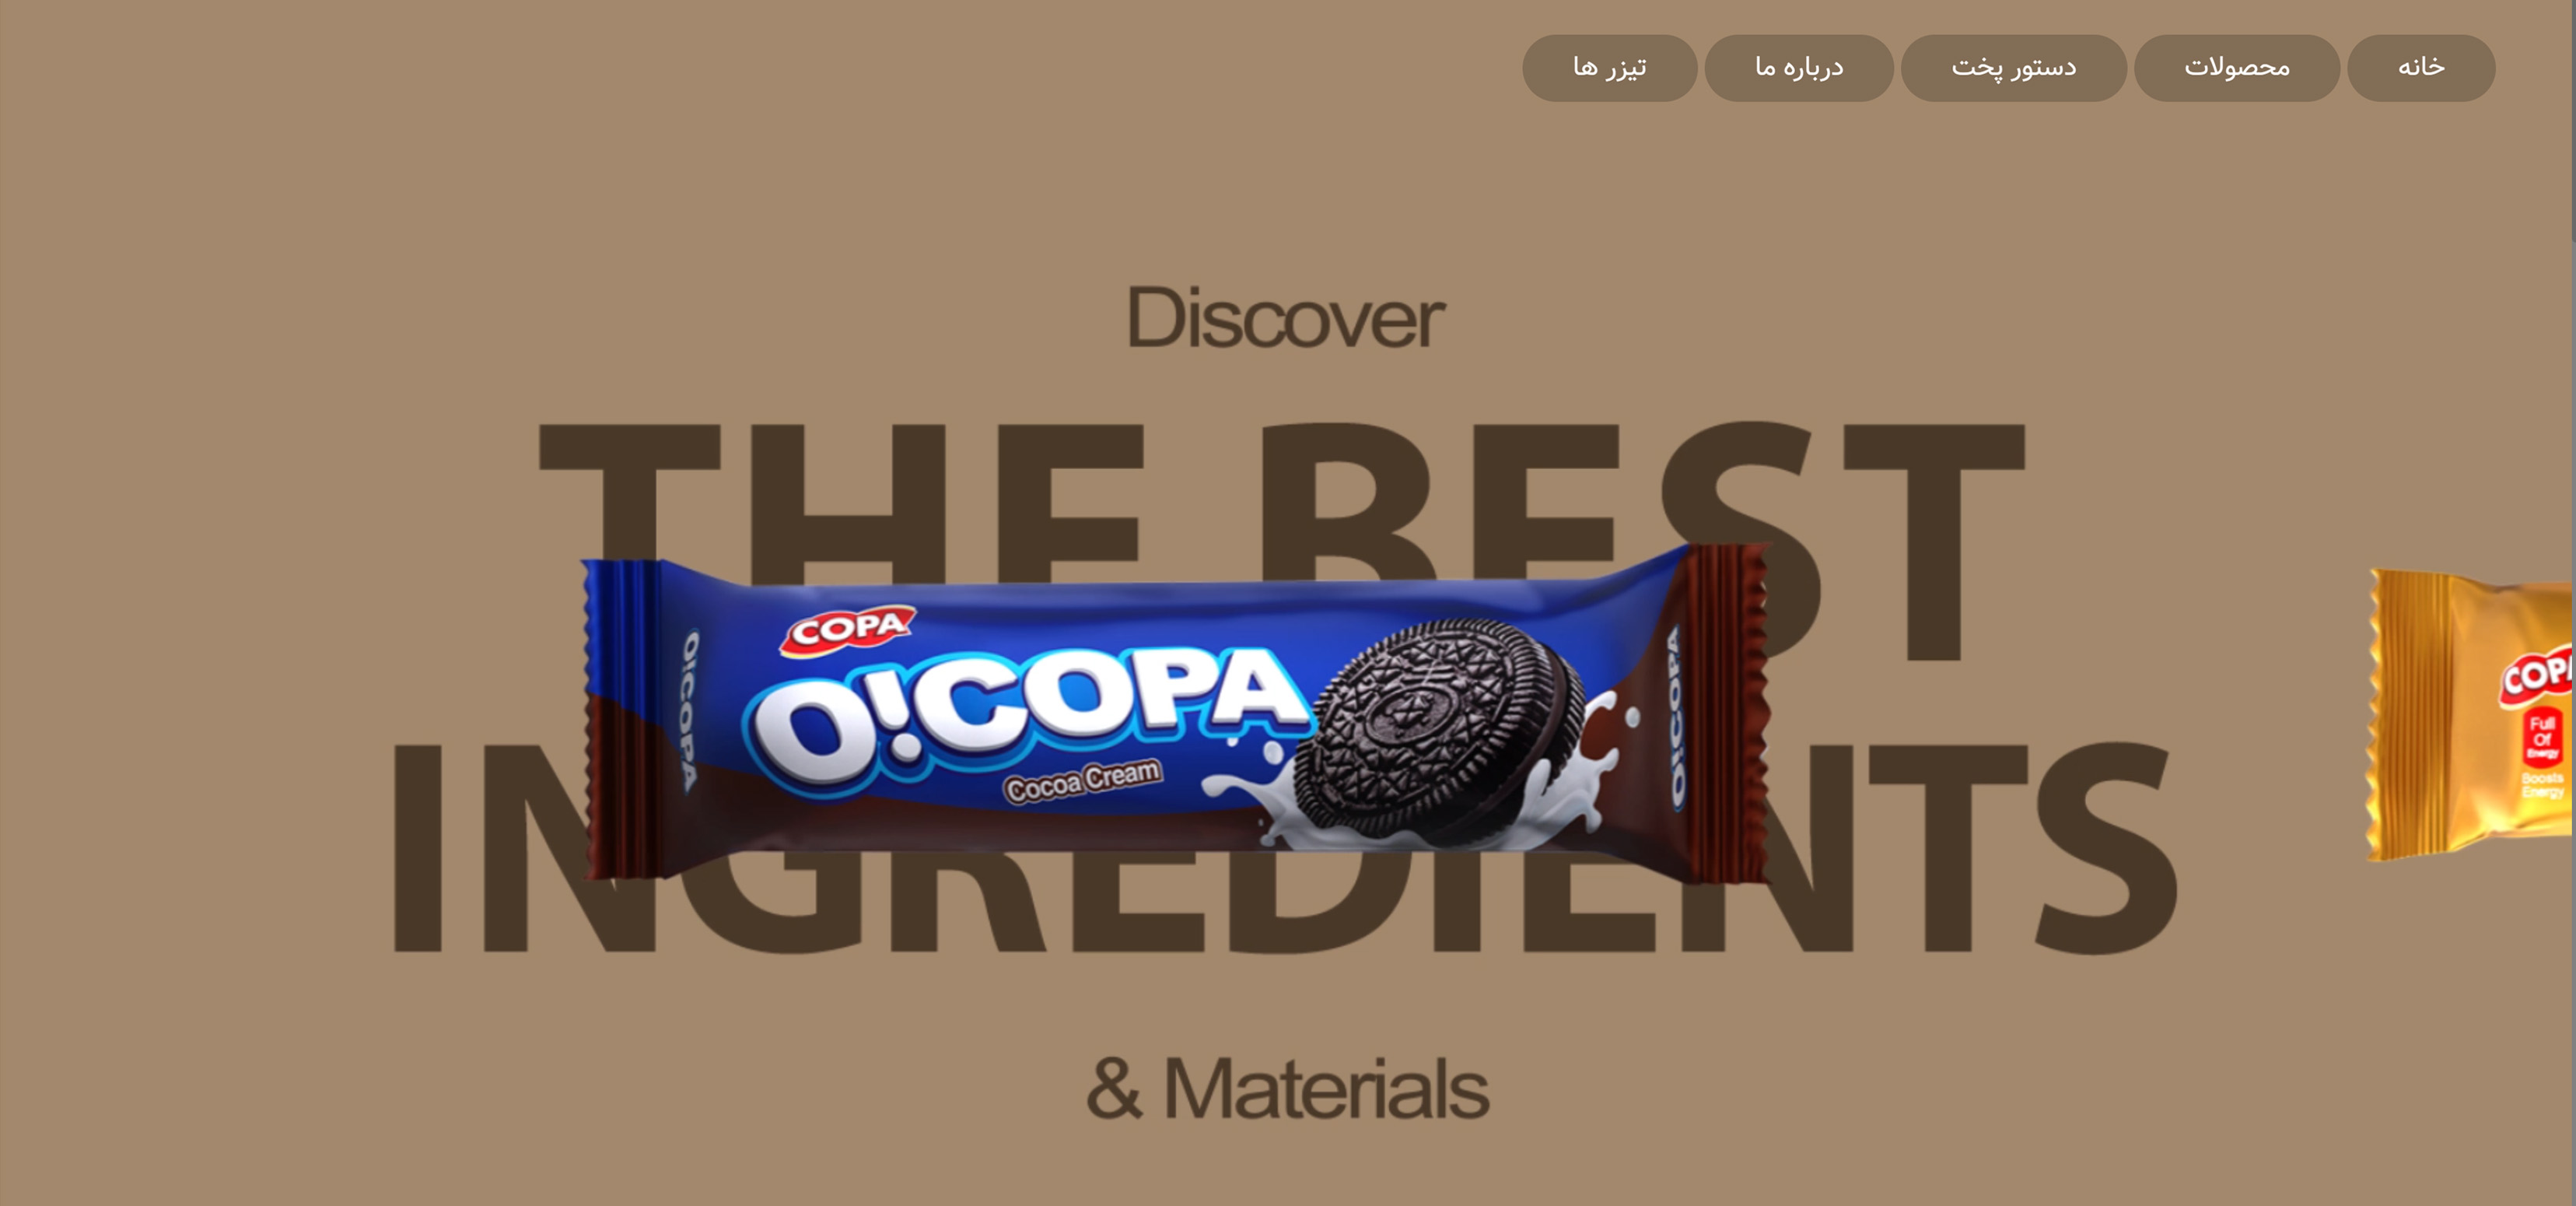 خانه
محصولات
دستور پخت
درباره ما
تیزر ها
Discover
THE BEST
COPA
O!COPA
O!COPA
O!COPA
Cocoa Cream
COPA
Full
Of
Energy
Boosts
Energy
INGREDIENTS
& Materials